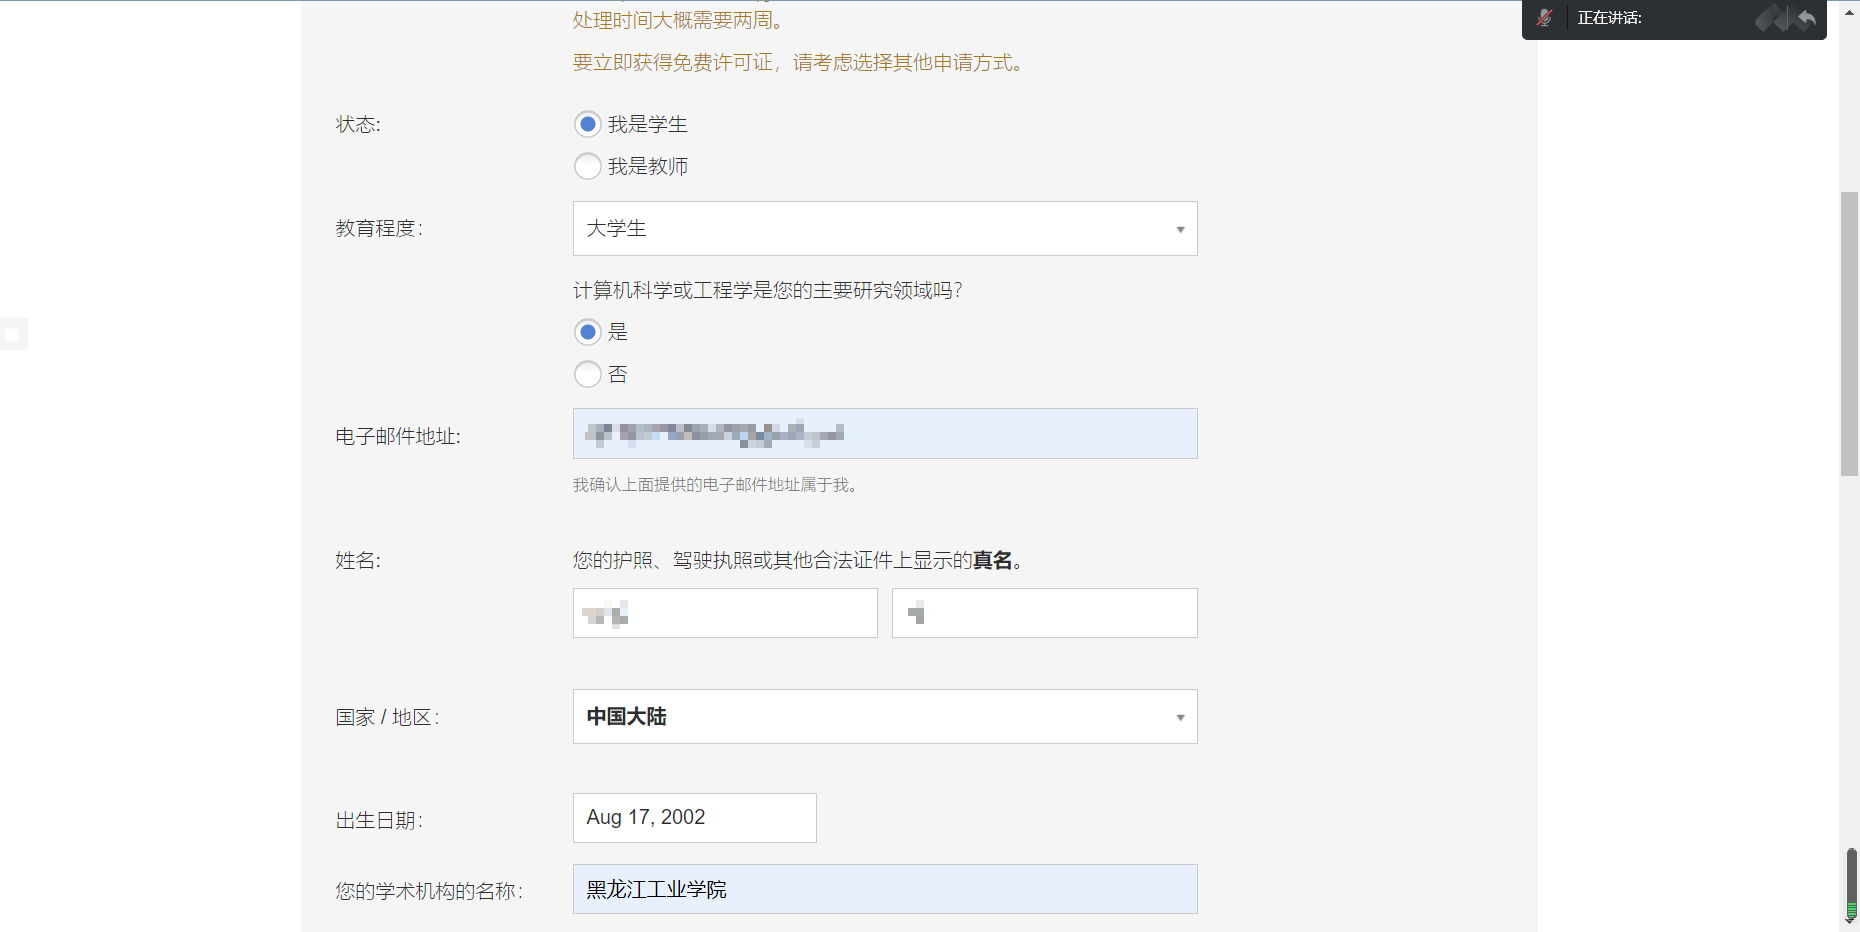 处理时间大概需要两周。
要立即获得免费许可证，请考虑选择其他申请方式。
正在讲话:
状态:
我是学生
我是教师
教育程度:
大学生
计算机科学或工程学是您的主要研究领域吗?
是
否
电子邮件地址:
我确认上面提供的电子邮件地址属于我。
姓名:
您的护照、驾驶执照或其他合法证件上显示的真名。
国家 / 地区:
中国大陆
出生日期:
Aug 17, 2002
您的学术机构的名称:
黑龙江工业学院